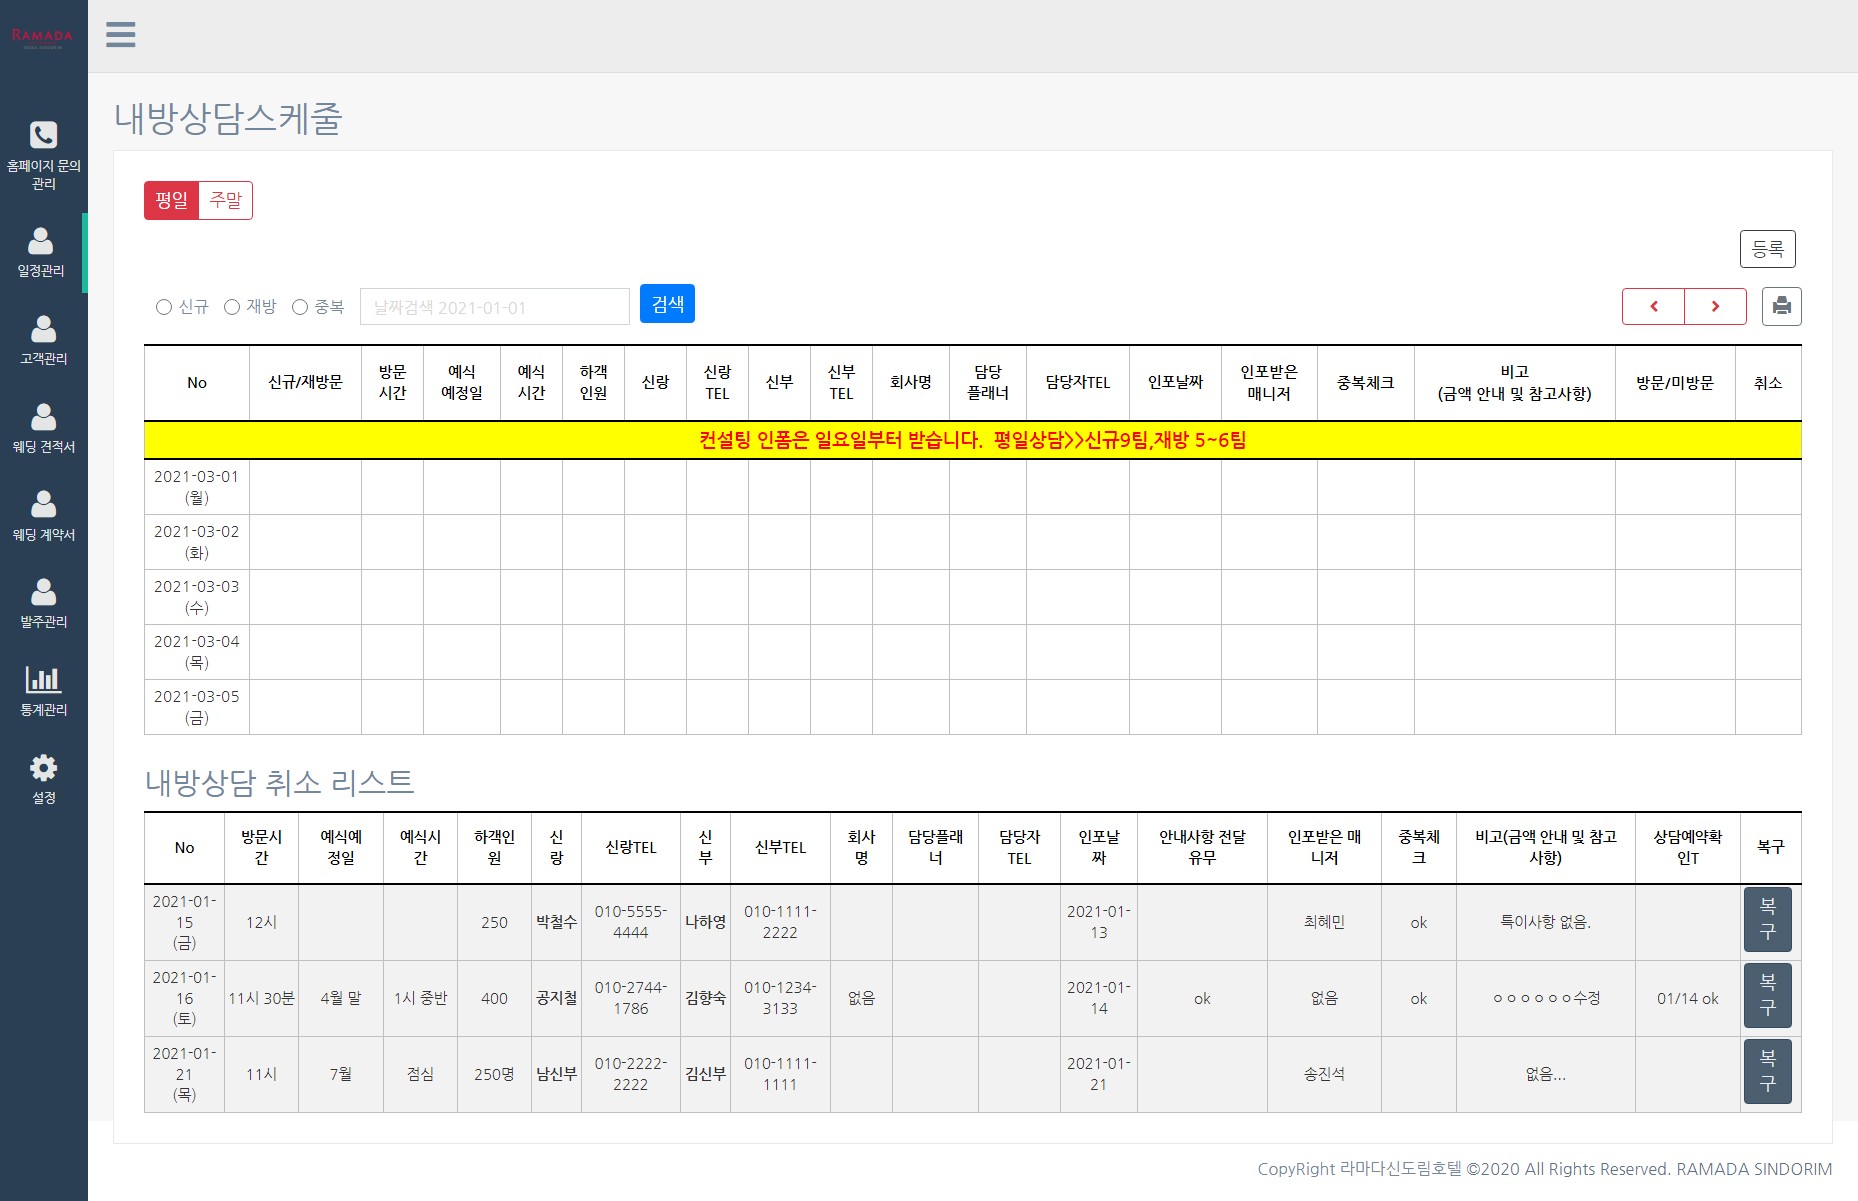 RAMADA
홈페이지 문의
관리
일정관리
고객관리
웨딩 견적서
웨딩 계약서
발주관리
통계관리
설정
내방상담스케줄
평일 주말
등록
신규 재방 중복 날짜검색 2021-01-01 검색
No 신규/재방문 방문 시간 예식 예정일 예식 시간 하객 인원 신랑 신랑 TEL 신부 신부 TEL 회사명 담당 플래너 담당자TEL 인포날짜 인포받은 매니저 중복체크 비고 (금액 안내 및 참고사항) 방문/미방문 취소
컨설팅 인폼은 일요일부터 받습니다. 평일상담>>신규9팀,재방 5~6팀
2021-03-01
(월)
2021-03-02
(화)
2021-03-03
(수)
2021-03-04
(목)
2021-03-05
(금)
내방상담 취소 리스트
No 방문시간 예식예정일 예식시간 하객인원 신랑 신랑TEL 신부 신부TEL 회사명 담당플래너 담당자TEL 인포날짜 안내사항 전달 유무 인포받은 매니저 중복체크 비고(금액 안내 및 참고사항) 상담예약확인T 복구
2021-01-15 (금) 12시 250 박철수 010-5555-4444 나하영 010-1111-2222 2021-01-13 최혜민 ok 특이사항 없음. 복구
2021-01-16 (토) 11시 30분 4월 말 1시 중반 400 공지철 010-2744-1786 김향숙 010-1234-3133 없음 2021-01-14 ok 없음 ok ㅇㅇㅇㅇㅇㅇ수정 01/14 ok 복구
2021-01-21 (목) 11시 7월 점심 250명 남신부 010-2222-2222 김신부 010-1111-1111 2021-01-21 송진석 없음... 복구
CopyRight 라마다신도림호텔 ©2020 All Rights Reserved. RAMADA SINDORIM